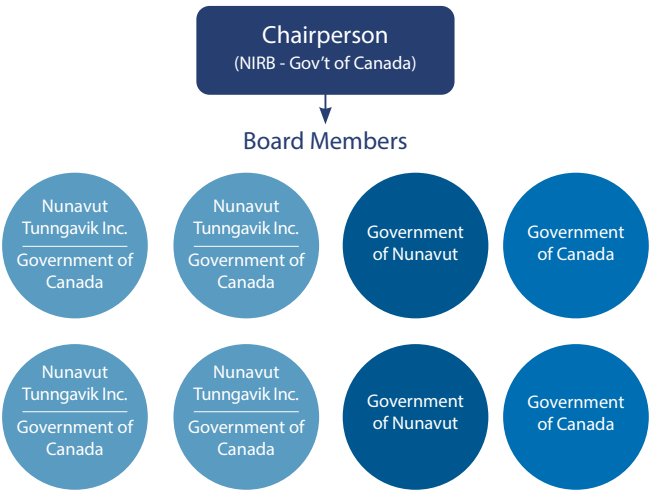 Chairperson
(NIRB - Gov't of Canada)
Board Members
Nunavut
Tunngavik Inc.
Government of
Canada
Nunavut
Tunngavik Inc.
Government of
Canada
Government
of Nunavut
Government
of Canada
Nunavut
Tunngavik Inc.
Government of
Canada
Nunavut
Tunngavik Inc.
Government of
Canada
Government
of Nunavut
Government
of Canada